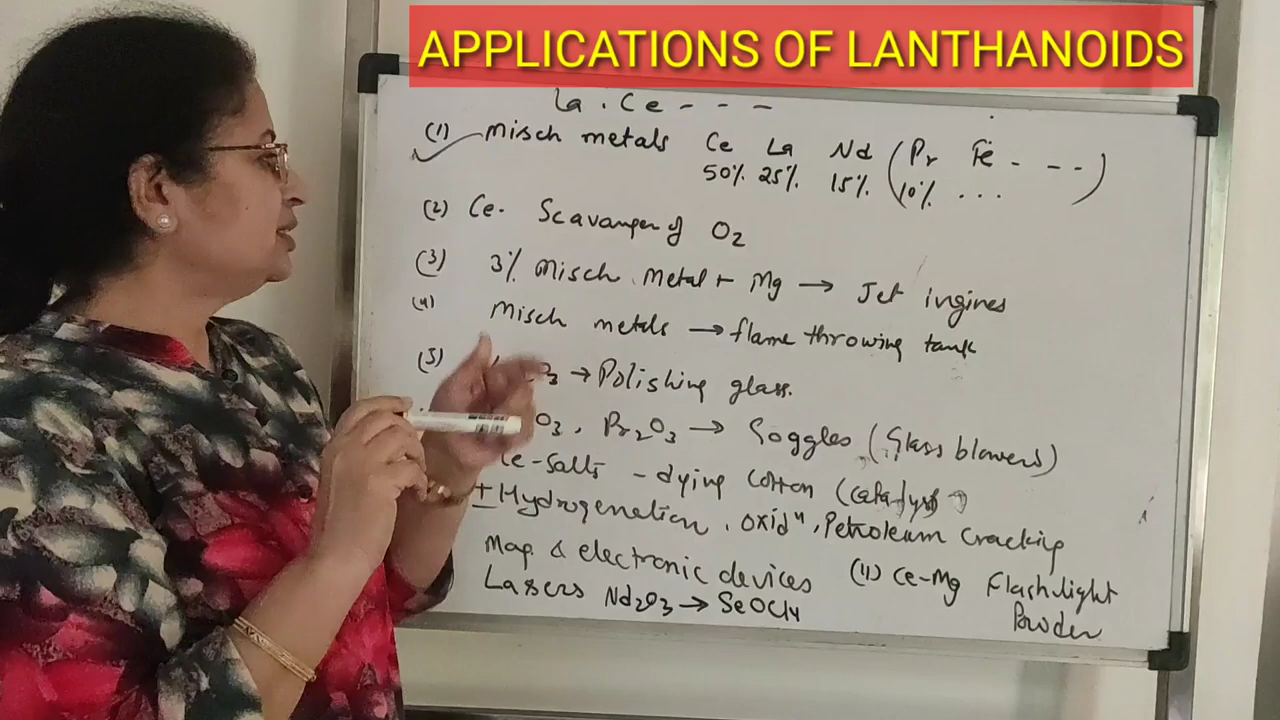 APPLICATIONS OF LANTHANOIDS
La . Ce - - -
(1) Misch metals Ce La Nd (Pr Fe - - --)
50% 25% 15% 10% ...
(2) Ce- Scavanger of O2
(3) 3% Misch Metal + Mg → Jet ingines
(4) Misch metals → flame throwing tank
(5) O3 → Polishing glass.
O3, Pr2O3 → Goggles (Glass blowers)
Ce-Salts - dying Cotton (catalyst)
± Hydrogenation, oxidn, Petroleum Cracking
Mag & electronic devices (11) Ce-Mg Flashlight
Lasers Nd2O3 → SeOCl4 Powder